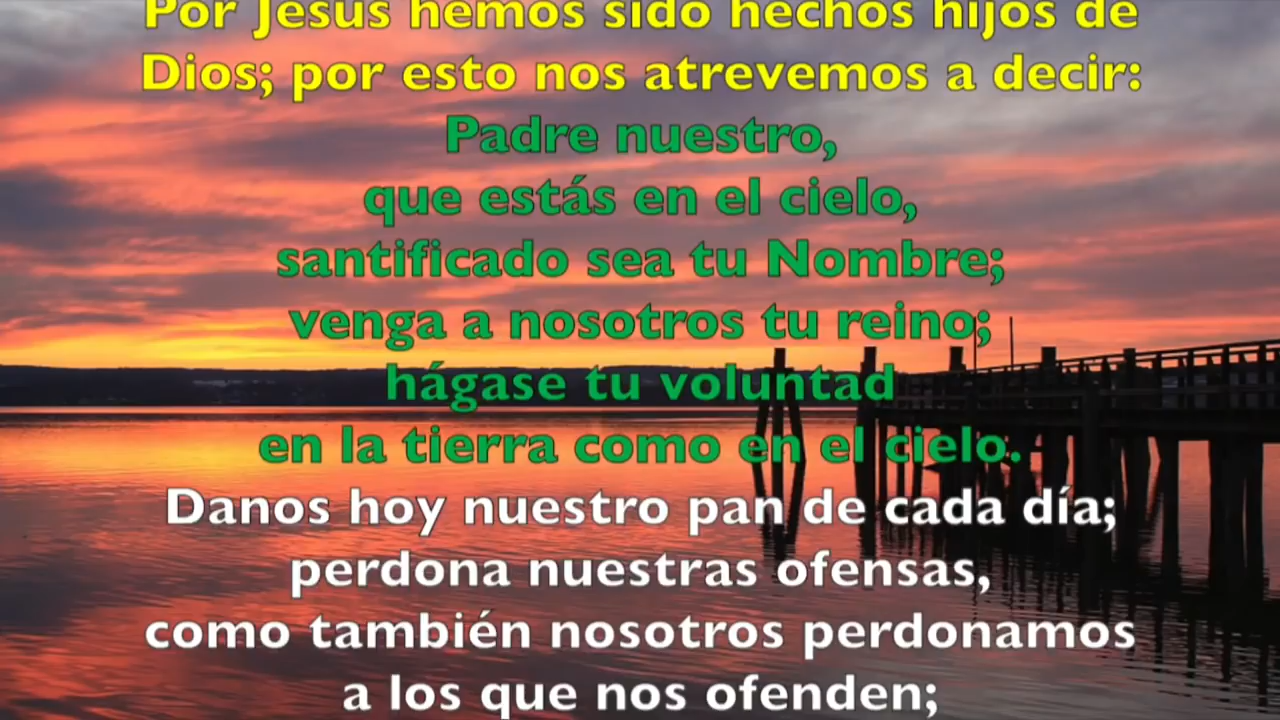 Por Jesús hemos sido hechos hijos de
Dios; por esto nos atrevemos a decir:
Padre nuestro,
que estás en el cielo,
santificado sea tu Nombre;
venga a nosotros tu reino;
hágase tu voluntad
en la tierra como en el cielo.
Danos hoy nuestro pan de cada día;
perdona nuestras ofensas,
como también nosotros perdonamos
a los que nos ofenden;